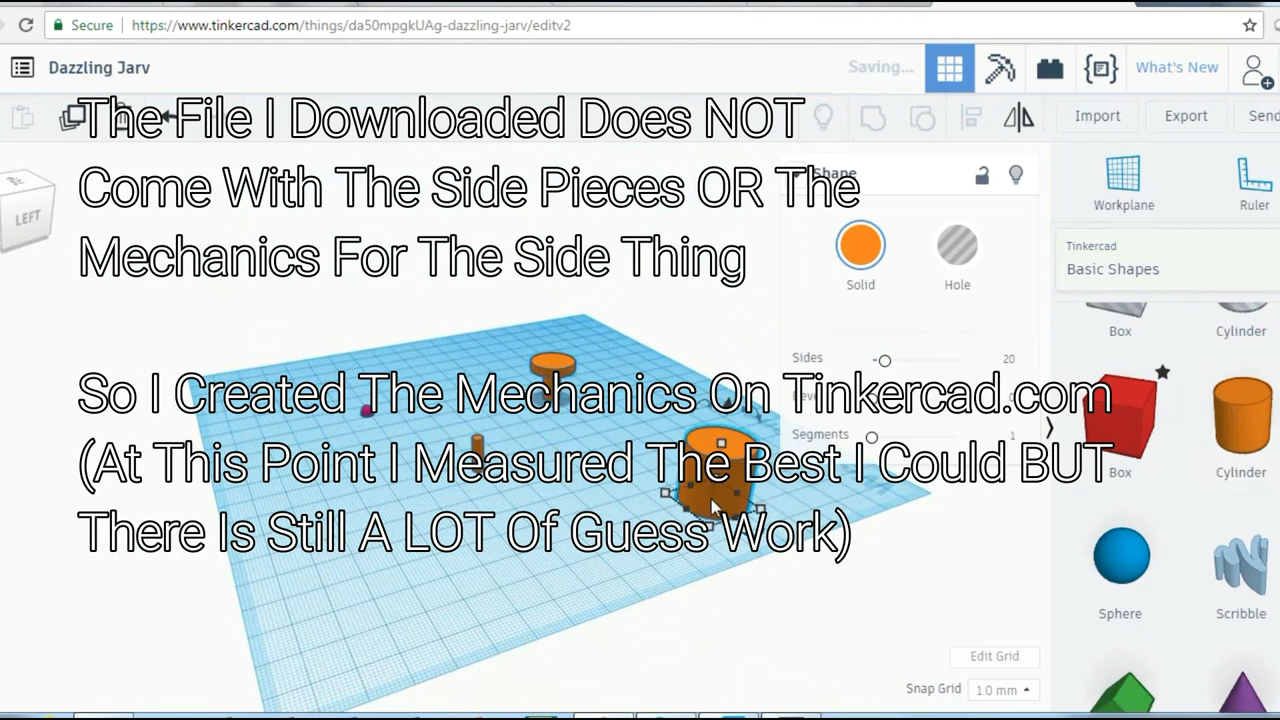 Secure https://www.tinkercad.com/things/da50mpgkUAg-dazzling-jarv/editv2
Dazzling Jarv
Saving...
What's New
The File I Downloaded Does NOT
Come With The Side Pieces OR The
Mechanics For The Side Thing
So I Created The Mechanics On Tinkercad.com
(At This Point I Measured The Best I Could BUT
There Is Still A LOT Of Guess Work)
Import
Export
LEFT
Shape
Solid
Hole
Sides
20
Segments
1
Workplane
Ruler
Tinkercad
Basic Shapes
Box
Cylinder
Box
Cylinder
Sphere
Scribble
Edit Grid
Snap Grid
1.0 mm